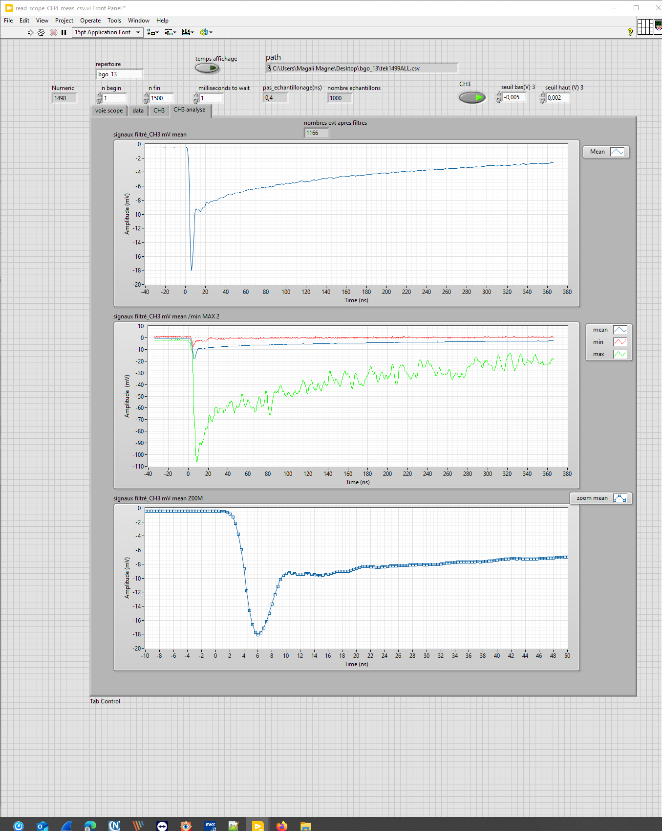 read_scope_CH4_meas_csv.vi Front Panel *
File Edit View Project Operate Tools Window Help
15pt Application Font
repertoire
bgo_13
temps affichage
path
C:\Users\Magali Magne\Desktop\bgo_13\tek1499ALL.csv
Numeric
1498
n begin
1
n fin
1500
milliseconds to wait
1
pas_echantillonage(ns)
0,4
nombre echantillons
1000
CH3
seuil bas(V) 3
-0,005
seuil haut (V) 3
0,002
voie scope data CH3 CH3 analyse
nombres evt apres filtres
1166
signaux filtré_CH3 mV mean
Mean
Amplitude (mV)
0
-2
-4
-6
-8
-10
-12
-14
-16
-18
-20
-40 -20 0 20 40 60 80 100 120 140 160 180 200 220 240 260 280 300 320 340 360 380
Time (ns)
signaux filtré_CH3 mV mean /min MAX 2
mean
min
max
Amplitude (mV)
10
0
-10
-20
-30
-40
-50
-60
-70
-80
-90
-100
-110
-40 -20 0 20 40 60 80 100 120 140 160 180 200 220 240 260 280 300 320 340 360 380
Time (ns)
signaux filtré_CH3 mV mean ZOOM
zoom mean
Amplitude (mV)
0
-2
-4
-6
-8
-10
-12
-14
-16
-18
-20
-10 -8 -6 -4 -2 0 2 4 6 8 10 12 14 16 18 20 22 24 26 28 30 32 34 36 38 40 42 44 46 48 50
Time (ns)
Tab Control